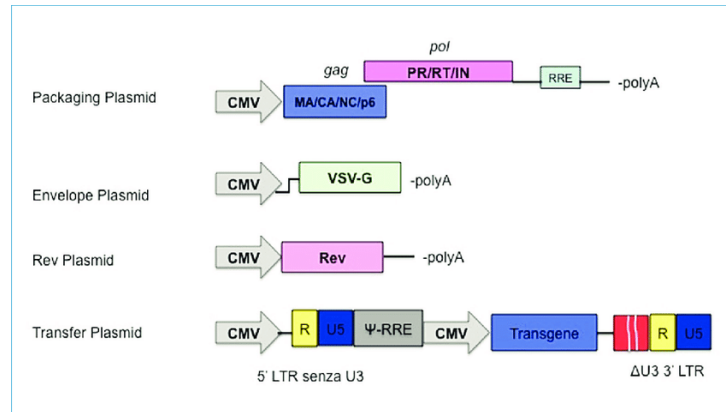 pol
gag
PR/RT/IN
RRE
-polyA
Packaging Plasmid
CMV
MA/CA/NC/p6
Envelope Plasmid
CMV
VSV-G
-polyA
Rev Plasmid
CMV
Rev
-polyA
Transfer Plasmid
CMV
R
U5
Ψ-RRE
CMV
Transgene
R
U5
5' LTR senza U3
ΔU3 3' LTR